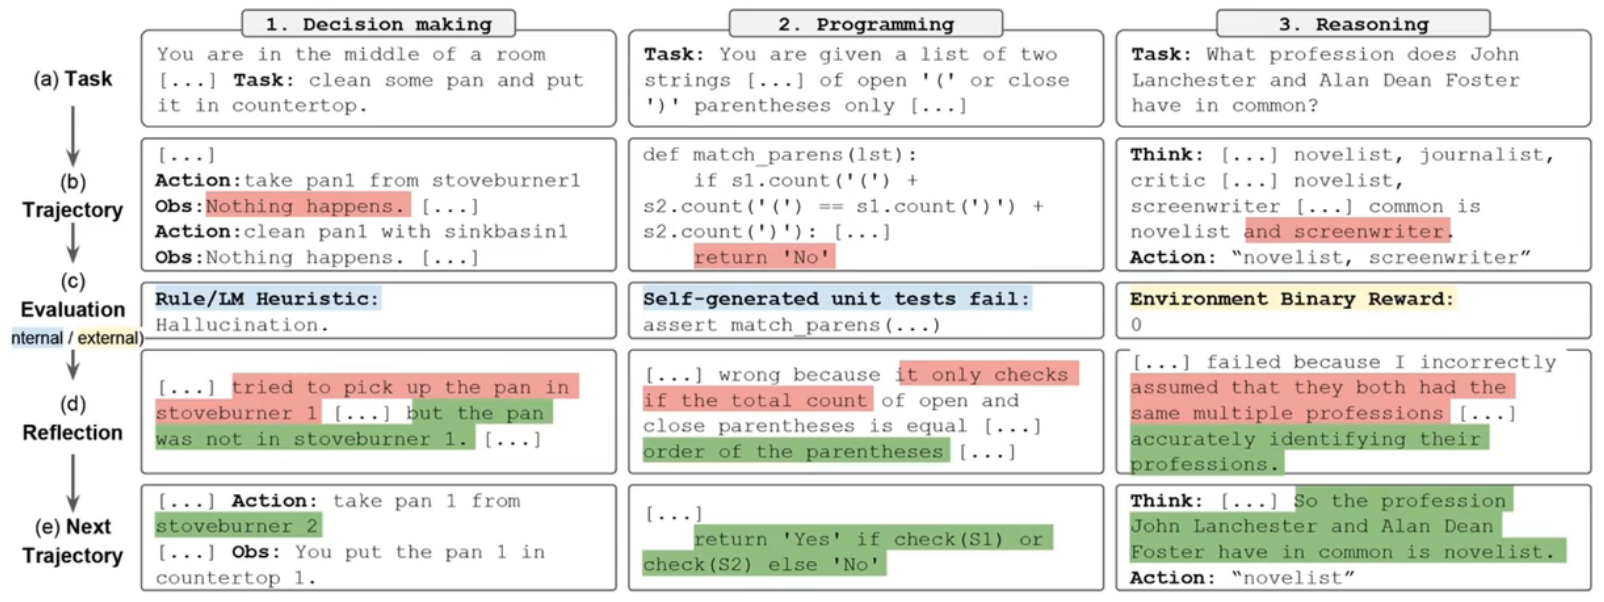 1. Decision making
2. Programming
3. Reasoning
(a) Task
You are in the middle of a room
[...] Task: clean some pan and put
it in countertop.
Task: You are given a list of two
strings [...] of open '(' or close
')' parentheses only [...]
Task: What profession does John
Lanchester and Alan Dean Foster
have in common?
(b)
Trajectory
[...]
Action:take pan1 from stoveburner1
Obs:Nothing happens. [...]
Action:clean pan1 with sinkbasin1
Obs:Nothing happens. [...]
def match_parens(lst):
    if s1.count('(') +
s2.count('(') == s1.count(')') +
s2.count(')'): [...]
    return 'No'
Think: [...] novelist, journalist,
critic [...] novelist,
screenwriter [...] common is
novelist and screenwriter.
Action: “novelist, screenwriter”
(c)
Evaluation
nternal / external)
Rule/LM Heuristic:
Hallucination.
Self-generated unit tests fail:
assert match_parens(...)
Environment Binary Reward:
0
(d)
Reflection
[...] tried to pick up the pan in
stoveburner 1 [...] but the pan
was not in stoveburner 1. [...]
[...] wrong because it only checks
if the total count of open and
close parentheses is equal [...]
order of the parentheses [...]
[...] failed because I incorrectly
assumed that they both had the
same multiple professions [...]
accurately identifying their
professions.
(e) Next
Trajectory
[...] Action: take pan 1 from
stoveburner 2
[...] Obs: You put the pan 1 in
countertop 1.
[...]
    return 'Yes' if check(S1) or
check(S2) else 'No'
Think: [...] So the profession
John Lanchester and Alan Dean
Foster have in common is novelist.
Action: “novelist”